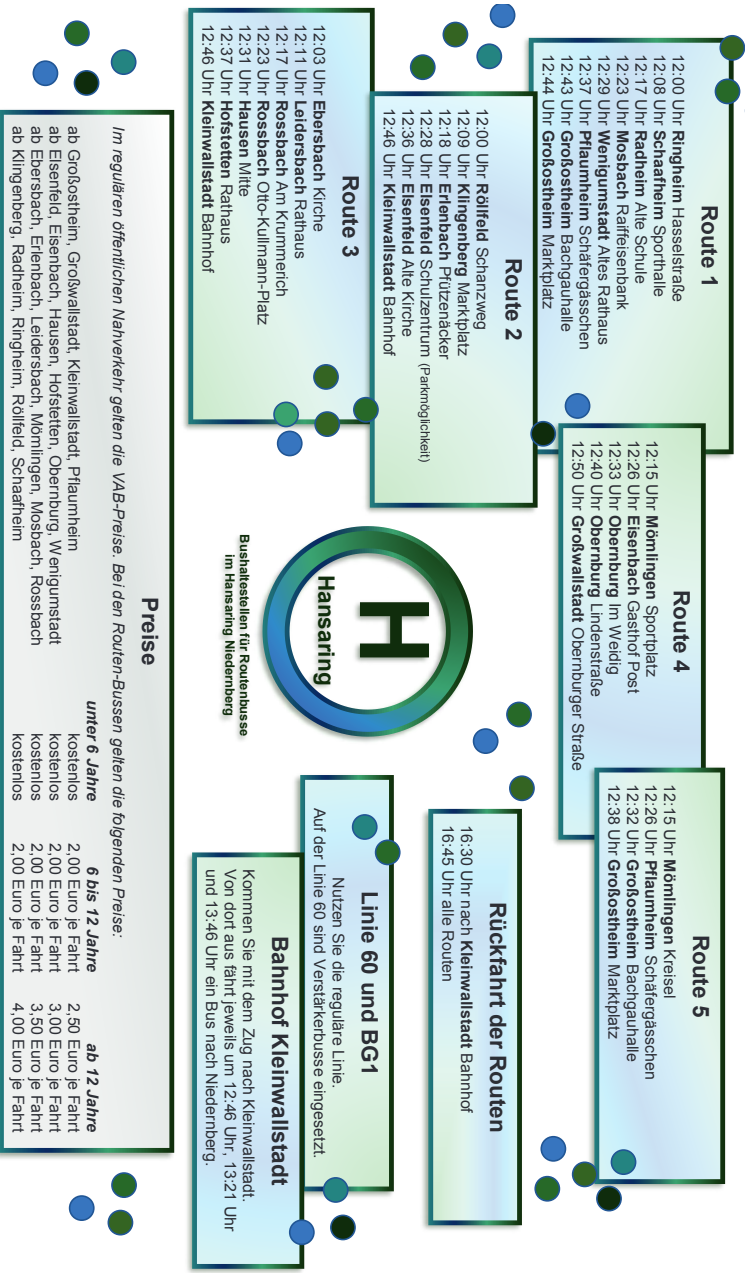 Route 1
12:00 Uhr Ringheim Hasselstraße
12:08 Uhr Schaafheim Sporthalle
12:17 Uhr Radheim Alte Schule
12:23 Uhr Mosbach Raiffeisenbank
12:29 Uhr Wenigumstadt Altes Rathaus
12:37 Uhr Pflaumheim Schäfergässchen
12:43 Uhr Großostheim Bachgauhalle
12:44 Uhr Großostheim Marktplatz
Route 2
12:00 Uhr Röllfeld Schanzweg
12:09 Uhr Klingenberg Marktplatz
12:18 Uhr Erlenbach Pfützenäcker
12:28 Uhr Elsenfeld Schulzentrum (Parkmöglichkeit)
12:36 Uhr Elsenfeld Alte Kirche
12:46 Uhr Kleinwallstadt Bahnhof
Route 3
12:03 Uhr Ebersbach Kirche
12:11 Uhr Leidersbach Rathaus
12:17 Uhr Rossbach Am Krummerich
12:23 Uhr Rossbach Otto-Kullmann-Platz
12:31 Uhr Hausen Mitte
12:37 Uhr Hofstetten Rathaus
12:46 Uhr Kleinwallstadt Bahnhof
Route 4
12:15 Uhr Mömlingen Sportplatz
12:26 Uhr Eisenbach Gasthof Post
12:33 Uhr Obernburg Im Weidig
12:40 Uhr Obernburg Lindenstraße
12:50 Uhr Großwallstadt Obernburger Straße
Route 5
12:15 Uhr Mömlingen Kreisel
12:26 Uhr Pflaumheim Schäfergässchen
12:32 Uhr Großostheim Bachgauhalle
12:38 Uhr Großostheim Marktplatz
H
Hansaring
Bushaltestellen für Routenbusse
im Hansaring Niedernberg
Rückfahrt der Routen
16:30 Uhr nach Kleinwallstadt Bahnhof
16:45 Uhr alle Routen
Linie 60 und BG1
Nutzen Sie die reguläre Linie.
Auf der Linie 60 sind Verstärkerbusse eingesetzt.
Bahnhof Kleinwallstadt
Kommen Sie mit dem Zug nach Kleinwallstadt.
Von dort aus fährt jeweils um 12:46 Uhr, 13:21 Uhr
und 13:46 Uhr ein Bus nach Niedernberg.
Preise
Im regulären öffentlichen Nahverkehr gelten die VAB-Preise. Bei den Routen-Bussen gelten die folgenden Preise:
unter 6 Jahre 6 bis 12 Jahre ab 12 Jahre
ab Großostheim, Großwallstadt, Kleinwallstadt, Pflaumheim kostenlos 2,00 Euro je Fahrt 2,50 Euro je Fahrt
ab Elsenfeld, Eisenbach, Hausen, Hofstetten, Obernburg, Wenigumstadt kostenlos 2,00 Euro je Fahrt 3,00 Euro je Fahrt
ab Ebersbach, Erlenbach, Leidersbach, Mömlingen, Mosbach, Rossbach kostenlos 2,00 Euro je Fahrt 3,50 Euro je Fahrt
ab Klingenberg, Radheim, Ringheim, Röllfeld, Schaafheim kostenlos 2,00 Euro je Fahrt 4,00 Euro je Fahrt